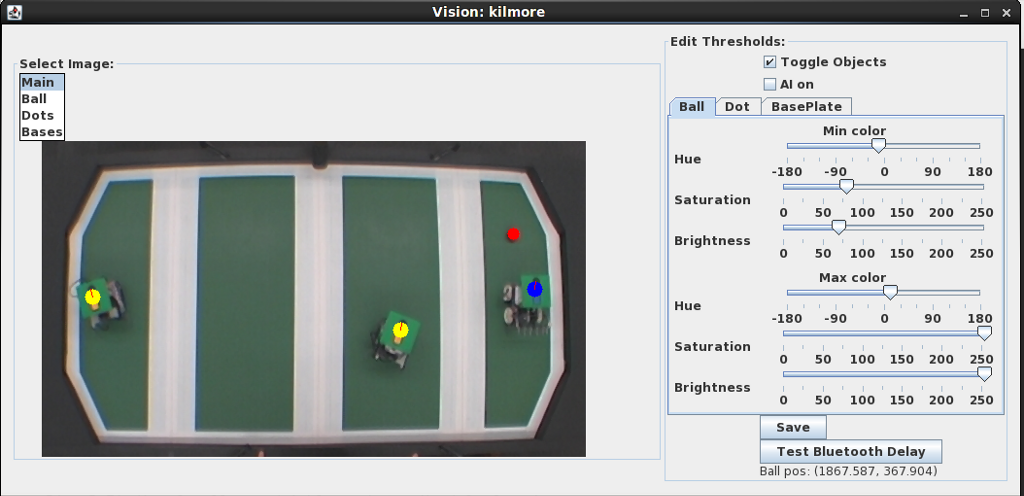 Vision: kilmore
Select Image:
Main
Ball
Dots
Bases
Edit Thresholds:
Toggle Objects
AI on
Ball Dot BasePlate
Min color
Hue
-180 -90 0 90 180
Saturation
0 50 100 150 200 250
Brightness
0 50 100 150 200 250
Max color
Hue
-180 -90 0 90 180
Saturation
0 50 100 150 200 250
Brightness
0 50 100 150 200 250
Save
Test Bluetooth Delay
Ball pos: (1867.587, 367.904)